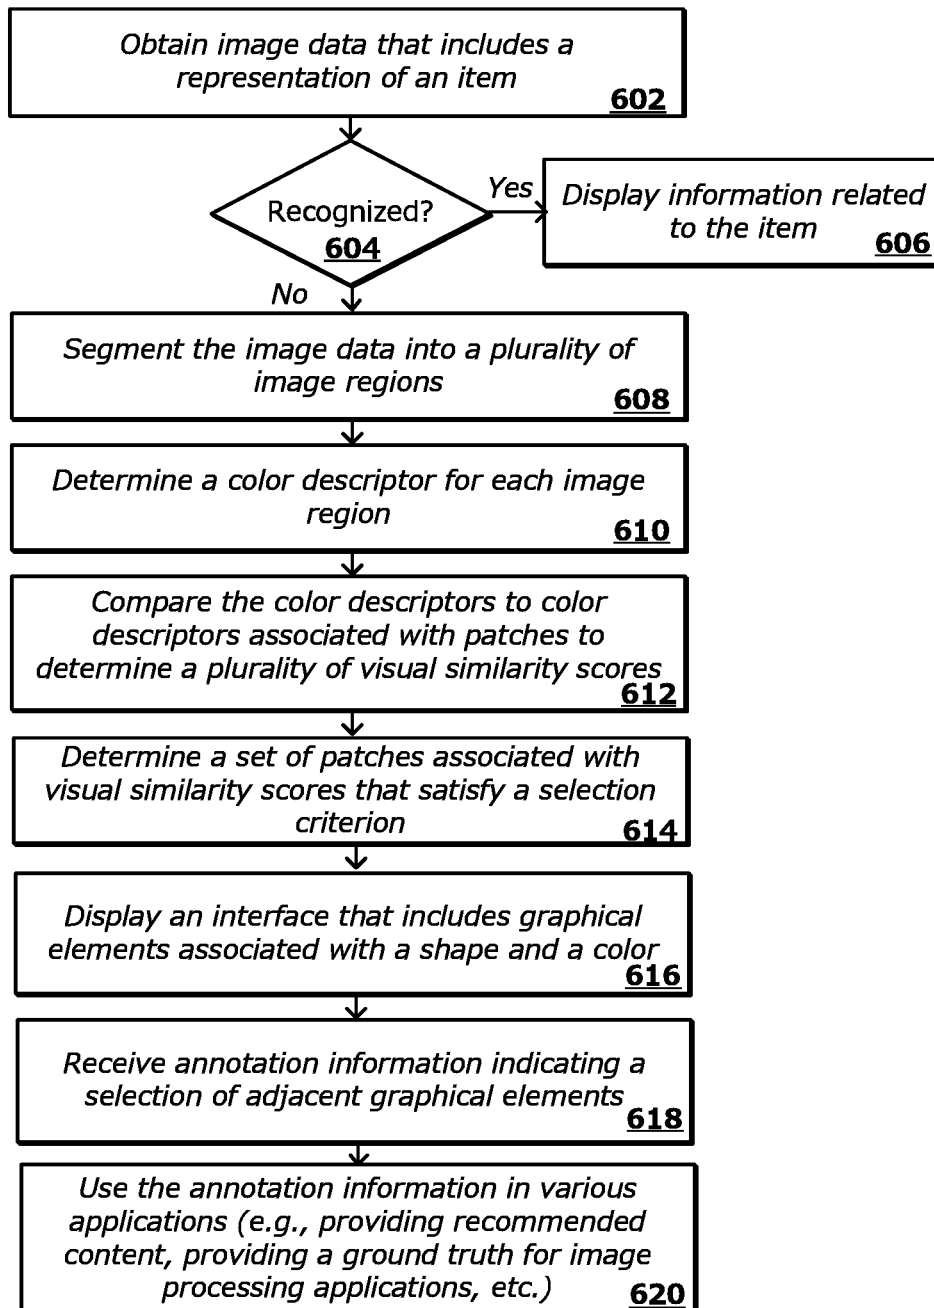 Obtain image data that includes a
representation of an item
602
Recognized?
604
Yes
Display information related
to the item
606
No
Segment the image data into a plurality of
image regions
608
Determine a color descriptor for each image
region
610
Compare the color descriptors to color
descriptors associated with patches to
determine a plurality of visual similarity scores
612
Determine a set of patches associated with
visual similarity scores that satisfy a selection
criterion
614
Display an interface that includes graphical
elements associated with a shape and a color
616
Receive annotation information indicating a
selection of adjacent graphical elements
618
Use the annotation information in various
applications (e.g., providing recommended
content, providing a ground truth for image
processing applications, etc.)
620